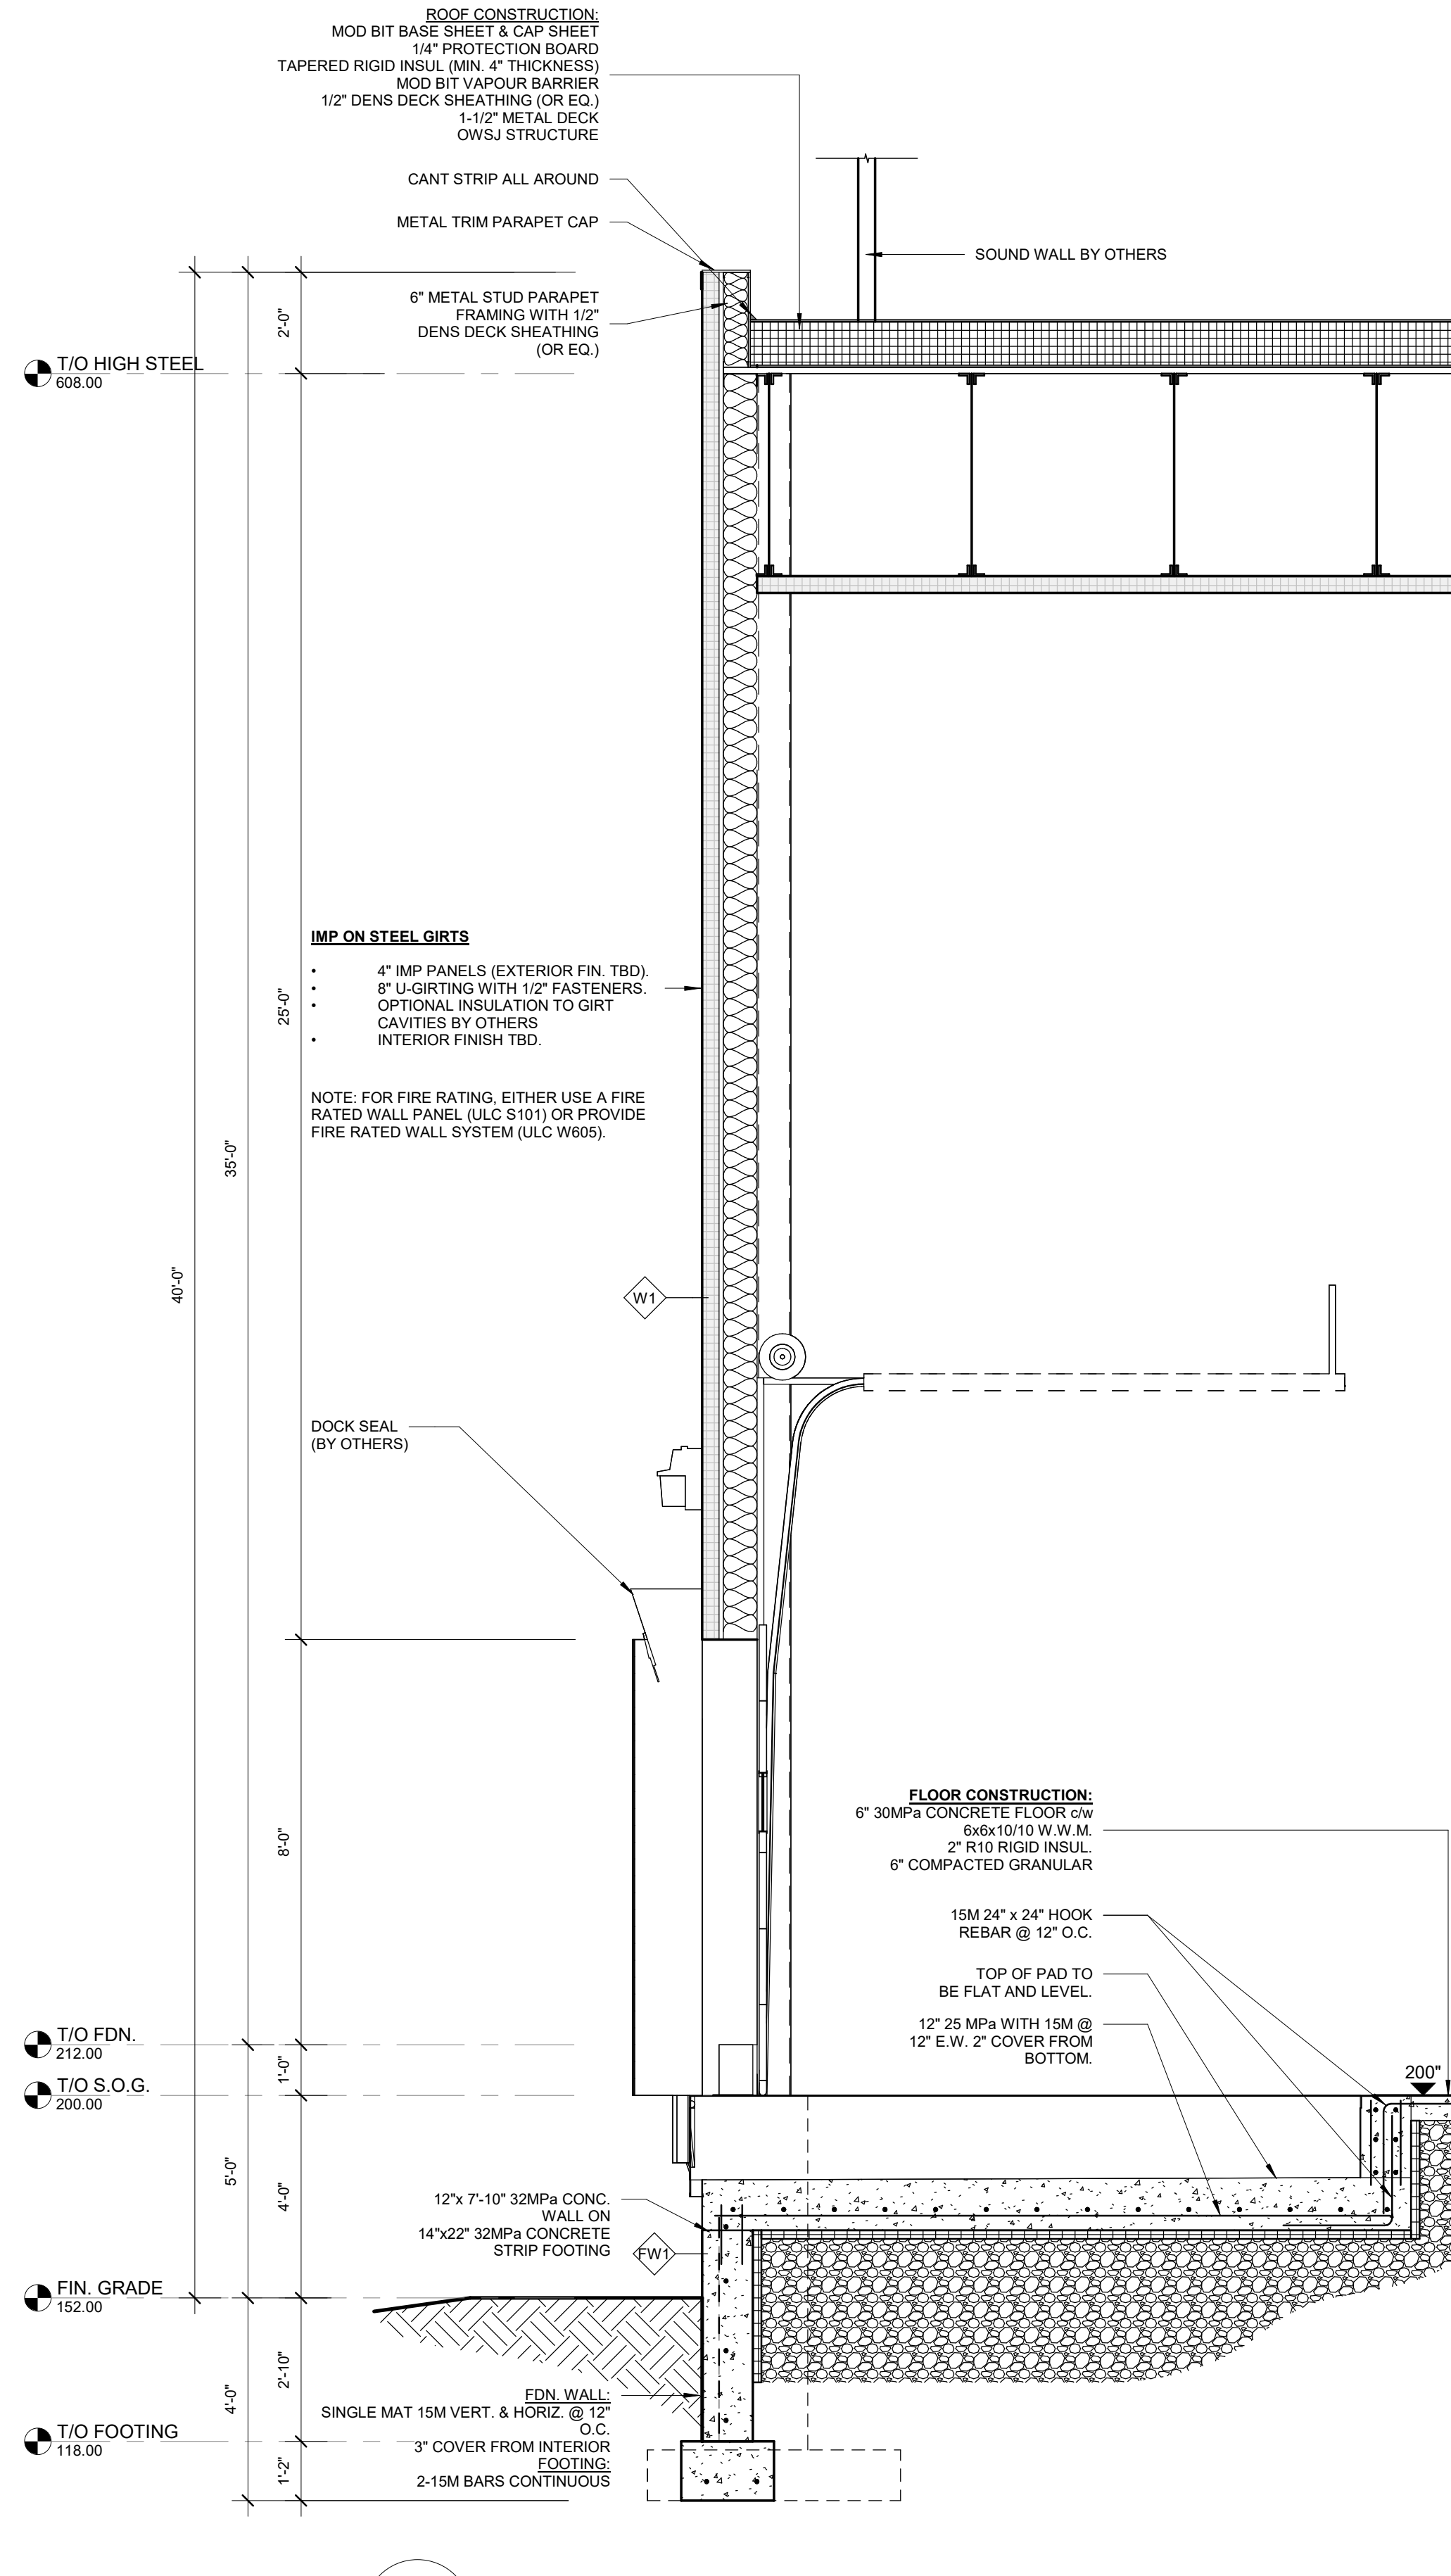 ROOF CONSTRUCTION:
MOD BIT BASE SHEET & CAP SHEET
1/4" PROTECTION BOARD
TAPERED RIGID INSUL (MIN. 4" THICKNESS)
MOD BIT VAPOUR BARRIER
1/2" DENS DECK SHEATHING (OR EQ.)
1-1/2" METAL DECK
OWSJ STRUCTURE
CANT STRIP ALL AROUND
METAL TRIM PARAPET CAP
SOUND WALL BY OTHERS
6" METAL STUD PARAPET
FRAMING WITH 1/2"
DENS DECK SHEATHING
(OR EQ.)
2'-0"
T/O HIGH STEEL
608.00
IMP ON STEEL GIRTS
• 4" IMP PANELS (EXTERIOR FIN. TBD).
• 8" U-GIRTING WITH 1/2" FASTENERS.
• OPTIONAL INSULATION TO GIRT
CAVITIES BY OTHERS
• INTERIOR FINISH TBD.
25'-0"
NOTE: FOR FIRE RATING, EITHER USE A FIRE
RATED WALL PANEL (ULC S101) OR PROVIDE
FIRE RATED WALL SYSTEM (ULC W605).
35'-0"
40'-0"
W1
DOCK SEAL
(BY OTHERS)
8'-0"
FLOOR CONSTRUCTION:
6" 30MPa CONCRETE FLOOR c/w
6x6x10/10 W.W.M.
2" R10 RIGID INSUL.
6" COMPACTED GRANULAR
15M 24" x 24" HOOK
REBAR @ 12" O.C.
TOP OF PAD TO
BE FLAT AND LEVEL.
12" 25 MPa WITH 15M @
12" E.W. 2" COVER FROM
BOTTOM.
T/O FDN.
212.00
1'-0"
T/O S.O.G.
200.00
200"
5'-0"
4'-0"
12"x 7'-10" 32MPa CONC.
WALL ON
14"x22" 32MPa CONCRETE
STRIP FOOTING
FW1
FIN. GRADE
152.00
2'-10"
4'-0"
FDN. WALL:
SINGLE MAT 15M VERT. & HORIZ. @ 12"
O.C.
3" COVER FROM INTERIOR
FOOTING:
2-15M BARS CONTINUOUS
T/O FOOTING
118.00
1'-2"